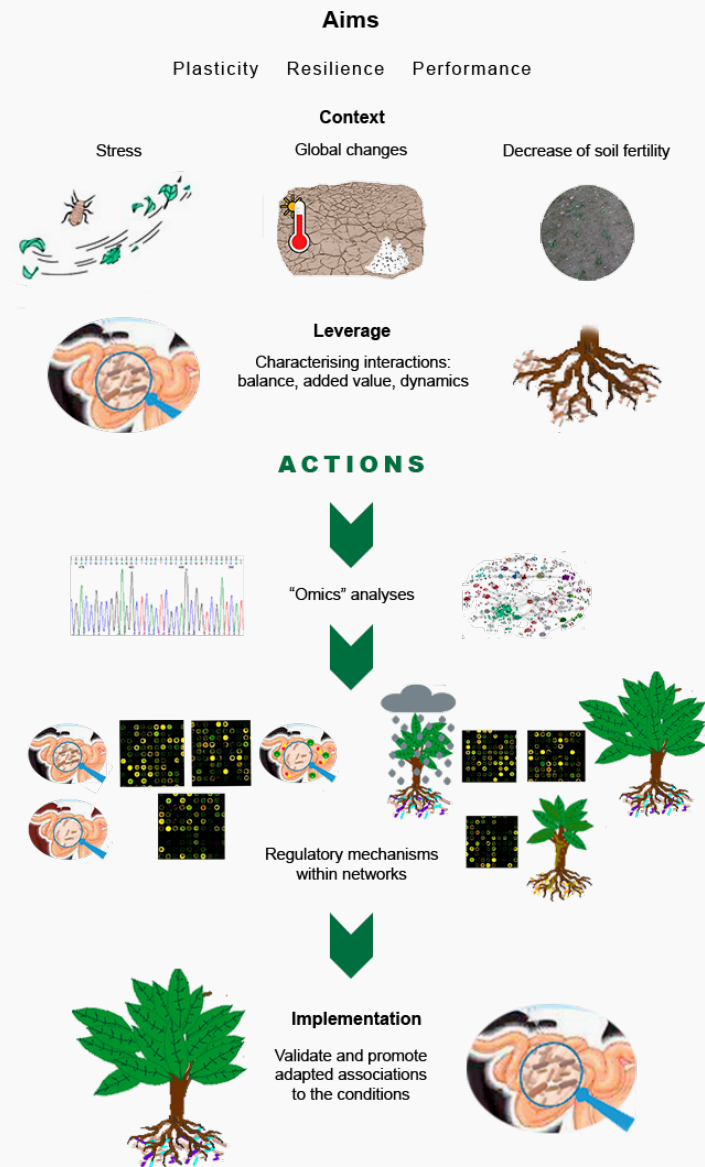 Aims
Plasticity Resilience Performance
Context
Stress
Global changes
Decrease of soil fertility
Leverage
Characterising interactions:
balance, added value, dynamics
ACTIONS
“Omics” analyses
Regulatory mechanisms
within networks
Implementation
Validate and promote
adapted associations
to the conditions